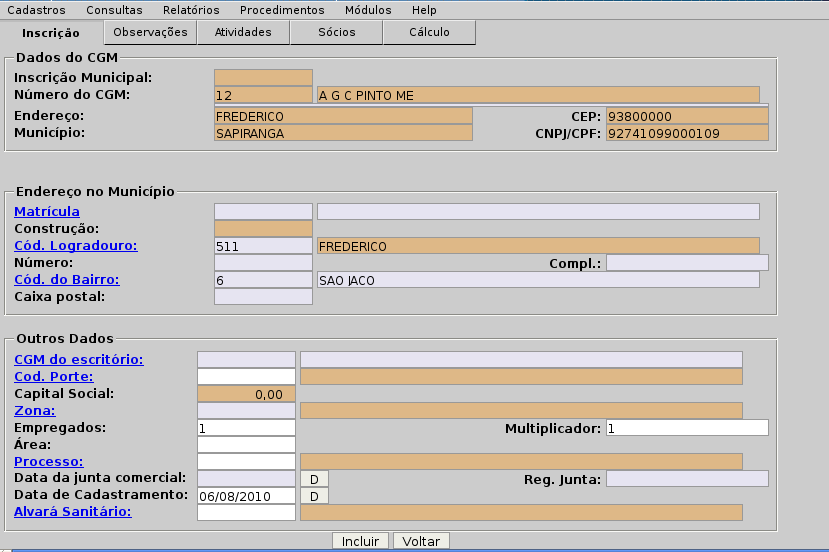 Cadastros Consultas Relatórios Procedimentos Módulos Help
Inscrição Observações Atividades Sócios Cálculo
Dados do CGM
Inscrição Municipal:
Número do CGM: 12 A G C PINTO ME
Endereço: FREDERICO CEP: 93800000
Município: SAPIRANGA CNPJ/CPF: 92741099000109
Endereço no Município
Matrícula
Construção:
Cód. Logradouro: 511 FREDERICO
Número: Compl.:
Cód. do Bairro: 6 SAO JACO
Caixa postal:
Outros Dados
CGM do escritório:
Cod. Porte:
Capital Social: 0,00
Zona:
Empregados: 1 Multiplicador: 1
Área:
Processo:
Data da junta comercial: D Reg. Junta:
Data de Cadastramento: 06/08/2010 D
Alvará Sanitário:
Incluir Voltar